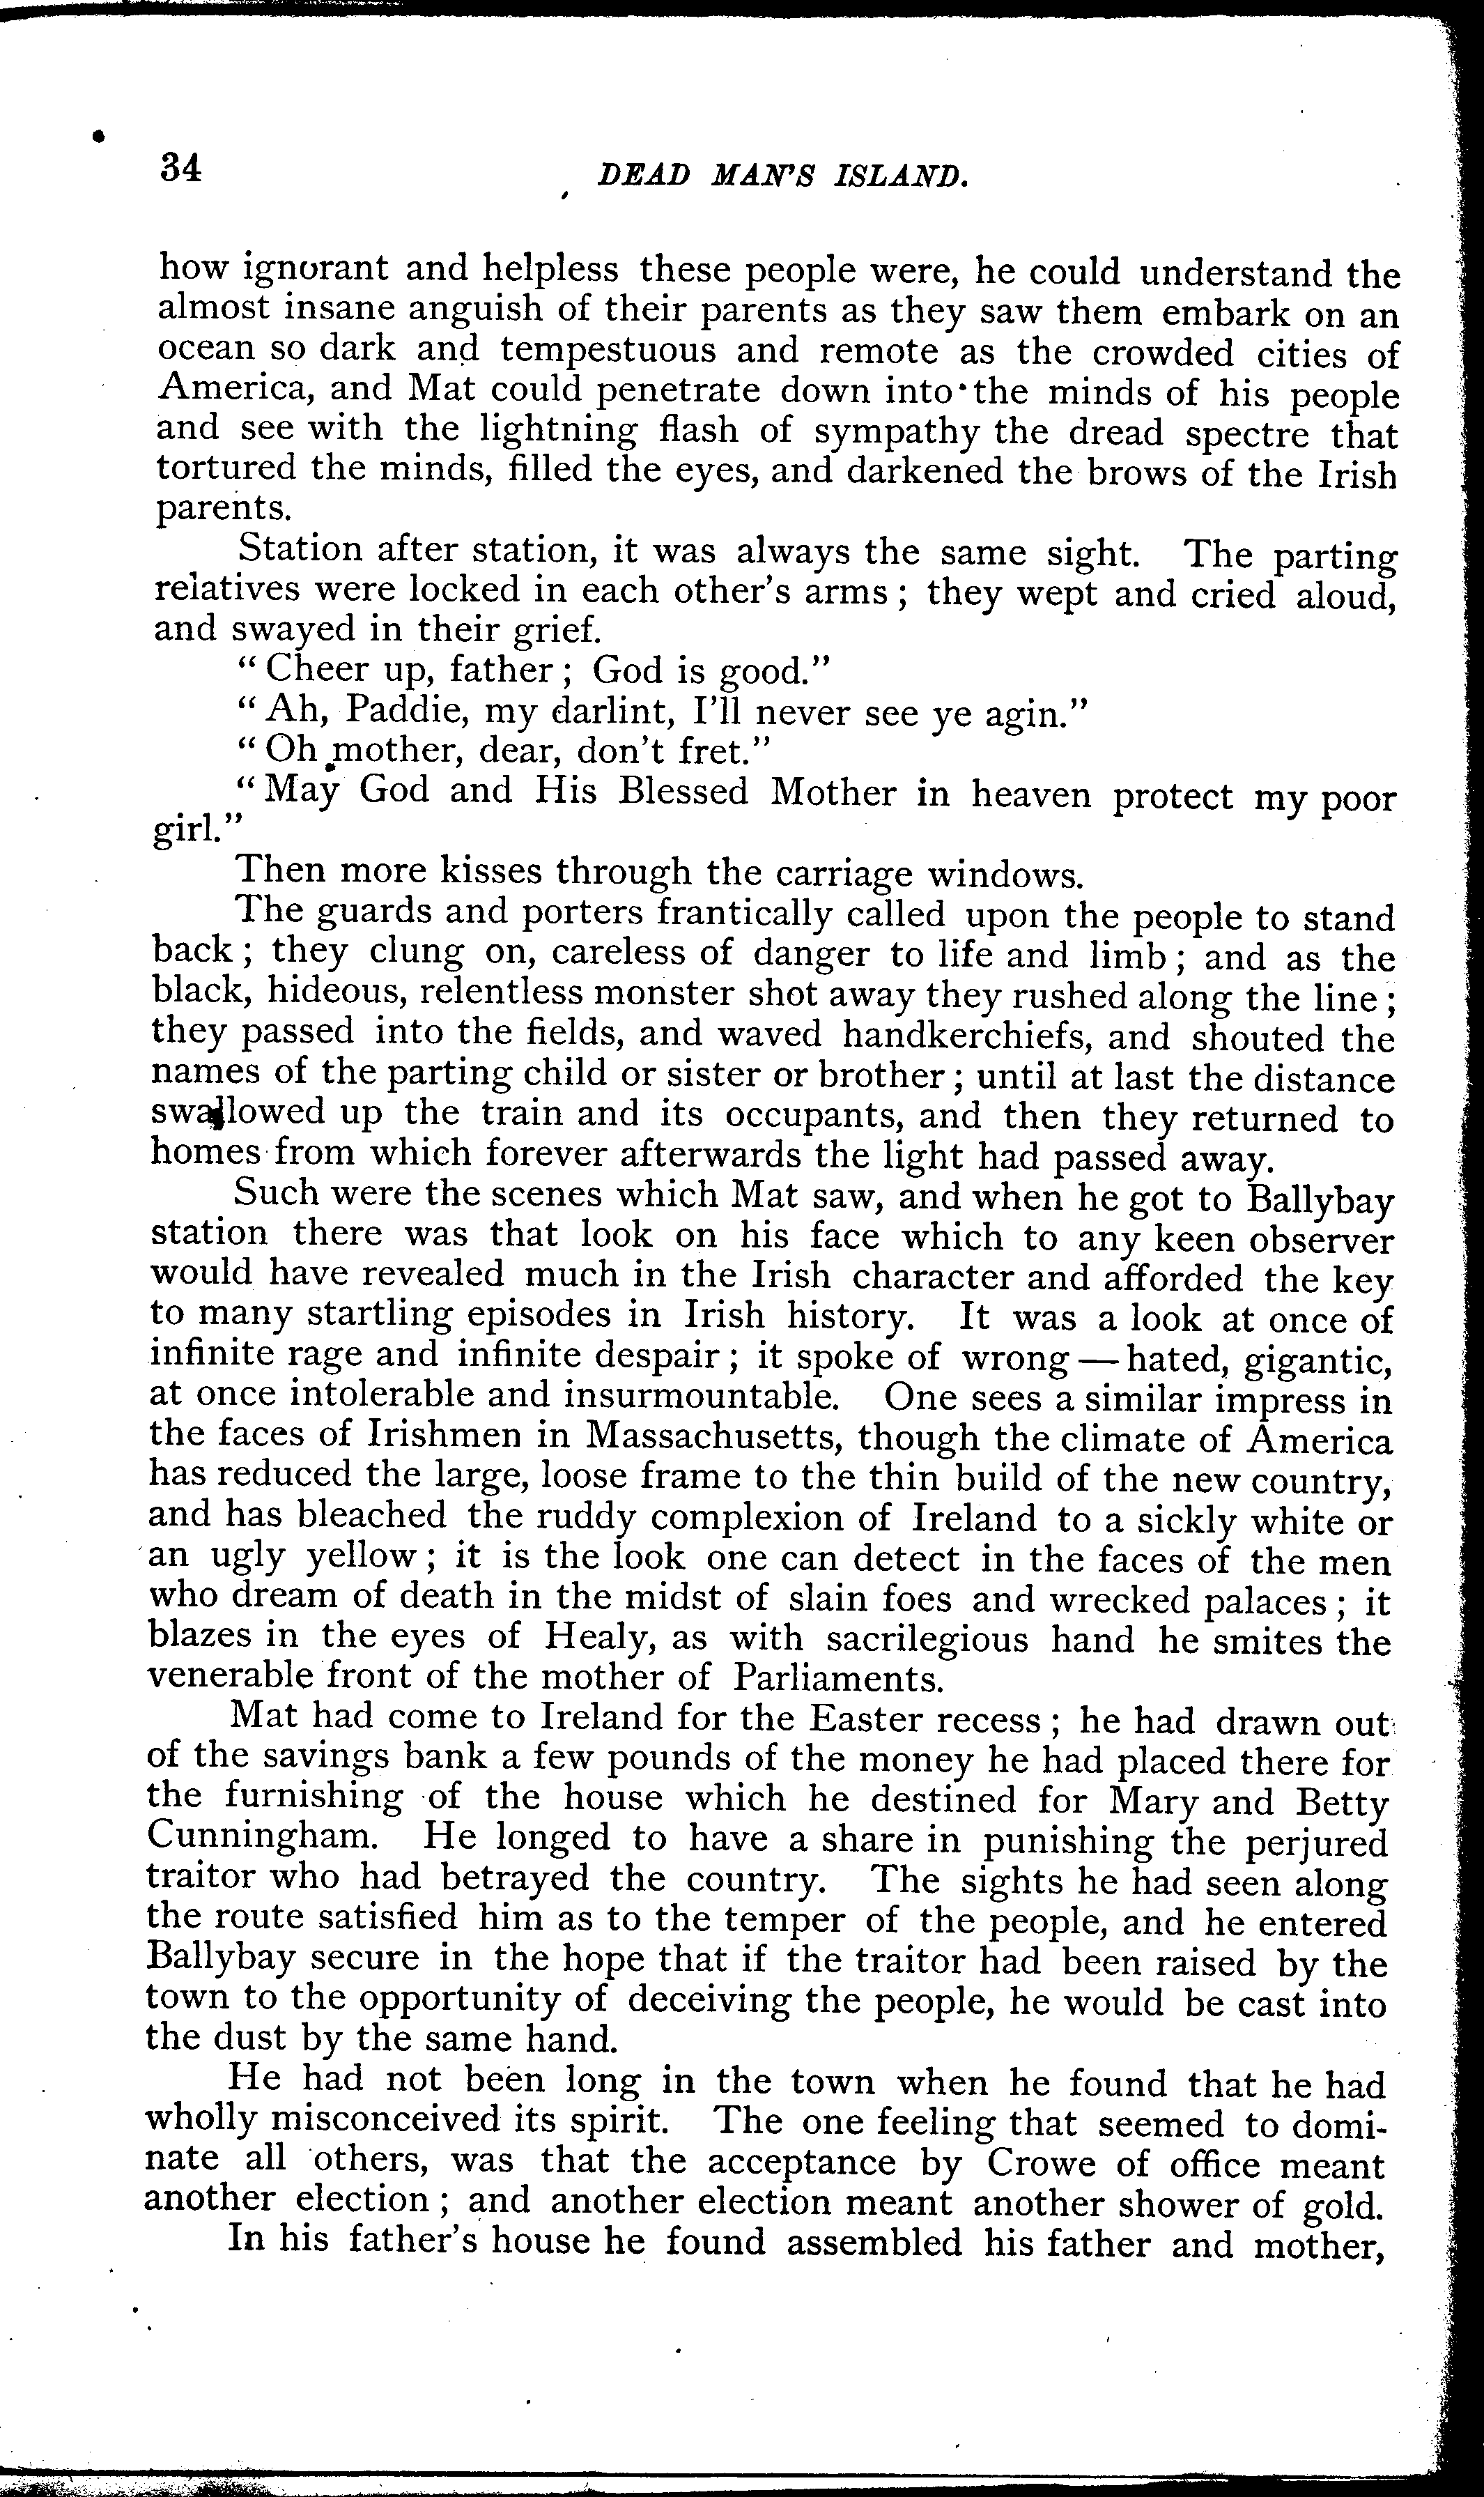 34
DEAD MAN'S ISLAND.
how ignorant and helpless these people were, he could understand the
almost insane anguish of their parents as they saw them embark on an
ocean so dark and tempestuous and remote as the crowded cities of
America, and Mat could penetrate down into the minds of his people
and see with the lightning flash of sympathy the dread spectre that
tortured the minds, filled the eyes, and darkened the brows of the Irish
parents.
Station after station, it was always the same sight. The parting
relatives were locked in each other's arms; they wept and cried aloud,
and swayed in their grief.
"Cheer up, father; God is good."
"Ah, Paddie, my darlint, I'll never see ye agin."
"Oh mother, dear, don't fret."
"May God and His Blessed Mother in heaven protect my poor
girl."
Then more kisses through the carriage windows.
The guards and porters frantically called upon the people to stand
back; they clung on, careless of danger to life and limb; and as the
black, hideous, relentless monster shot away they rushed along the line;
they passed into the fields, and waved handkerchiefs, and shouted the
names of the parting child or sister or brother; until at last the distance
swallowed up the train and its occupants, and then they returned to
homes from which forever afterwards the light had passed away.
Such were the scenes which Mat saw, and when he got to Ballybay
station there was that look on his face which to any keen observer
would have revealed much in the Irish character and afforded the key
to many startling episodes in Irish history. It was a look at once of
infinite rage and infinite despair; it spoke of wrong — hated, gigantic,
at once intolerable and insurmountable. One sees a similar impress in
the faces of Irishmen in Massachusetts, though the climate of America
has reduced the large, loose frame to the thin build of the new country,
and has bleached the ruddy complexion of Ireland to a sickly white or
an ugly yellow; it is the look one can detect in the faces of the men
who dream of death in the midst of slain foes and wrecked palaces; it
blazes in the eyes of Healy, as with sacrilegious hand he smites the
venerable front of the mother of Parliaments.
Mat had come to Ireland for the Easter recess; he had drawn out
of the savings bank a few pounds of the money he had placed there for
the furnishing of the house which he destined for Mary and Betty
Cunningham. He longed to have a share in punishing the perjured
traitor who had betrayed the country. The sights he had seen along
the route satisfied him as to the temper of the people, and he entered
Ballybay secure in the hope that if the traitor had been raised by the
town to the opportunity of deceiving the people, he would be cast into
the dust by the same hand.
He had not been long in the town when he found that he had
wholly misconceived its spirit. The one feeling that seemed to domi-
nate all others, was that the acceptance by Crowe of office meant
another election; and another election meant another shower of gold.
In his father's house he found assembled his father and mother,